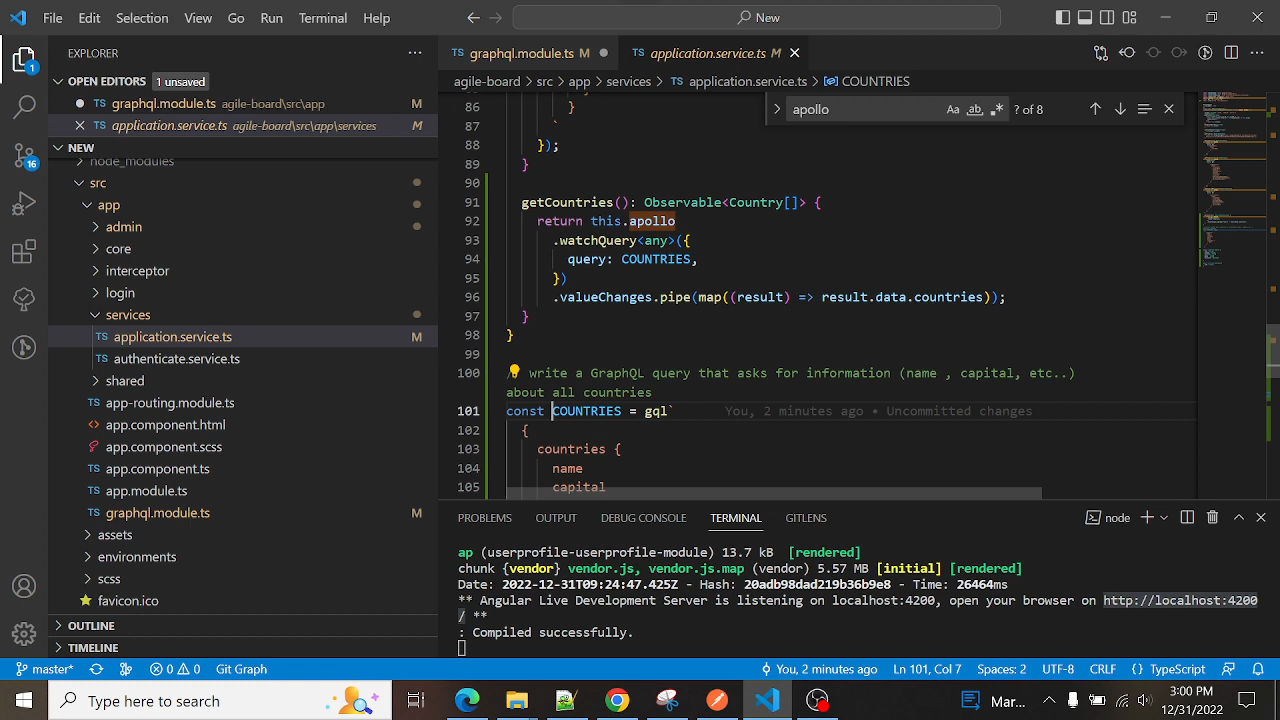 File Edit Selection View Go Run Terminal Help
New
EXPLORER
OPEN EDITORS 1 unsaved
graphql.module.ts agile-board\src\app M
application.service.ts agile-board\src\app\services M
NEW
node_modules
src
app
admin
core
interceptor
login
services
TS application.service.ts M
TS authenticate.service.ts
shared
TS app-routing.module.ts
app.component.html
app.component.scss
TS app.component.ts
TS app.module.ts
TS graphql.module.ts M
assets
environments
scss
favicon.ico
OUTLINE
TIMELINE
TS graphql.module.ts M
TS application.service.ts M
agile-board > src > app > services > TS application.service.ts > COUNTRIES
apollo
? of 8
86 }
87 `
88 });
89 }
90
91 getCountries(): Observable<Country[]> {
92 return this.apollo
93 .watchQuery<any>({
94 query: COUNTRIES,
95 })
96 .valueChanges.pipe(map((result) => result.data.countries));
97 }
98 }
99
100 / write a GraphQL query that asks for information (name , capital, etc..)
about all countries
101 const COUNTRIES = gql` You, 2 minutes ago • Uncommitted changes
102 {
103 countries {
104 name
105 capital
PROBLEMS OUTPUT DEBUG CONSOLE TERMINAL GITLENS
node
ap (userprofile-userprofile-module) 13.7 kB [rendered]
chunk {vendor} vendor.js, vendor.js.map (vendor) 5.57 MB [initial] [rendered]
Date: 2022-12-31T09:24:47.425Z - Hash: 20adb98dad219b36b9e8 - Time: 26464ms
** Angular Live Development Server is listening on localhost:4200, open your browser on http://localhost:4200
/ **
: Compiled successfully.
master* 0 0 Git Graph
You, 2 minutes ago Ln 101, Col 7 Spaces: 2 UTF-8 CRLF {} TypeScript
Type here to search
Mar...
3:00 PM
12/31/2022